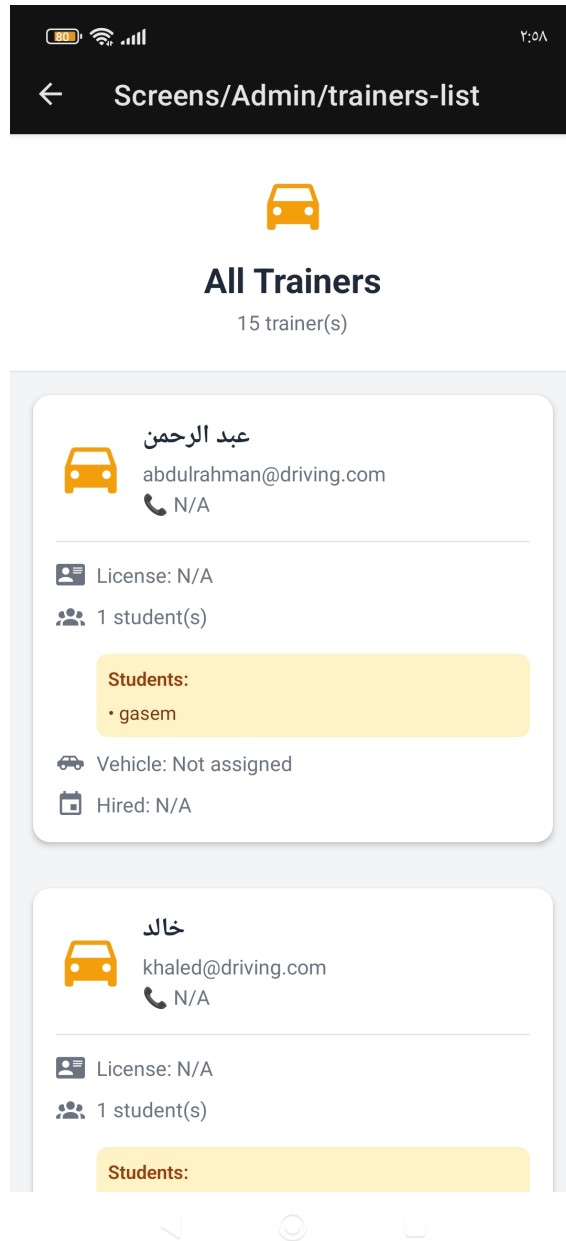 80
٢:٥٨
Screens/Admin/trainers-list
All Trainers
15 trainer(s)
عبد الرحمن
abdulrahman@driving.com
N/A
License: N/A
1 student(s)
Students:
• gasem
Vehicle: Not assigned
Hired: N/A
خالد
khaled@driving.com
N/A
License: N/A
1 student(s)
Students: